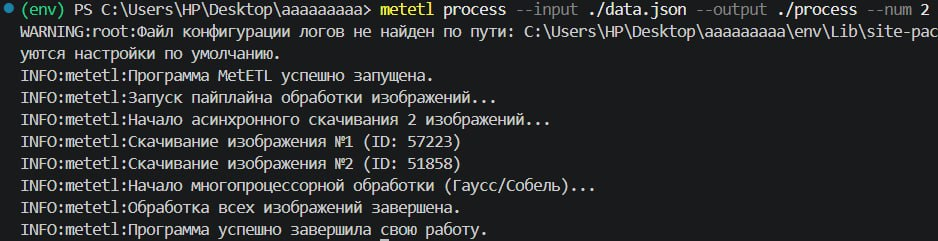 (env) PS C:\Users\HP\Desktop\aaaaaaaaa> metetl process --input ./data.json --output ./process --num 2
WARNING:root:Файл конфигурации логов не найден по пути: C:\Users\HP\Desktop\aaaaaaaaa\env\Lib\site-pac
уются настройки по умолчанию.
INFO:metetl:Программа MetETL успешно запущена.
INFO:metetl:Запуск пайплайна обработки изображений...
INFO:metetl:Начало асинхронного скачивания 2 изображений...
INFO:metetl:Скачивание изображения №1 (ID: 57223)
INFO:metetl:Скачивание изображения №2 (ID: 51858)
INFO:metetl:Начало многопроцессорной обработки (Гаусс/Собель)...
INFO:metetl:Обработка всех изображений завершена.
INFO:metetl:Программа успешно завершила свою работу.